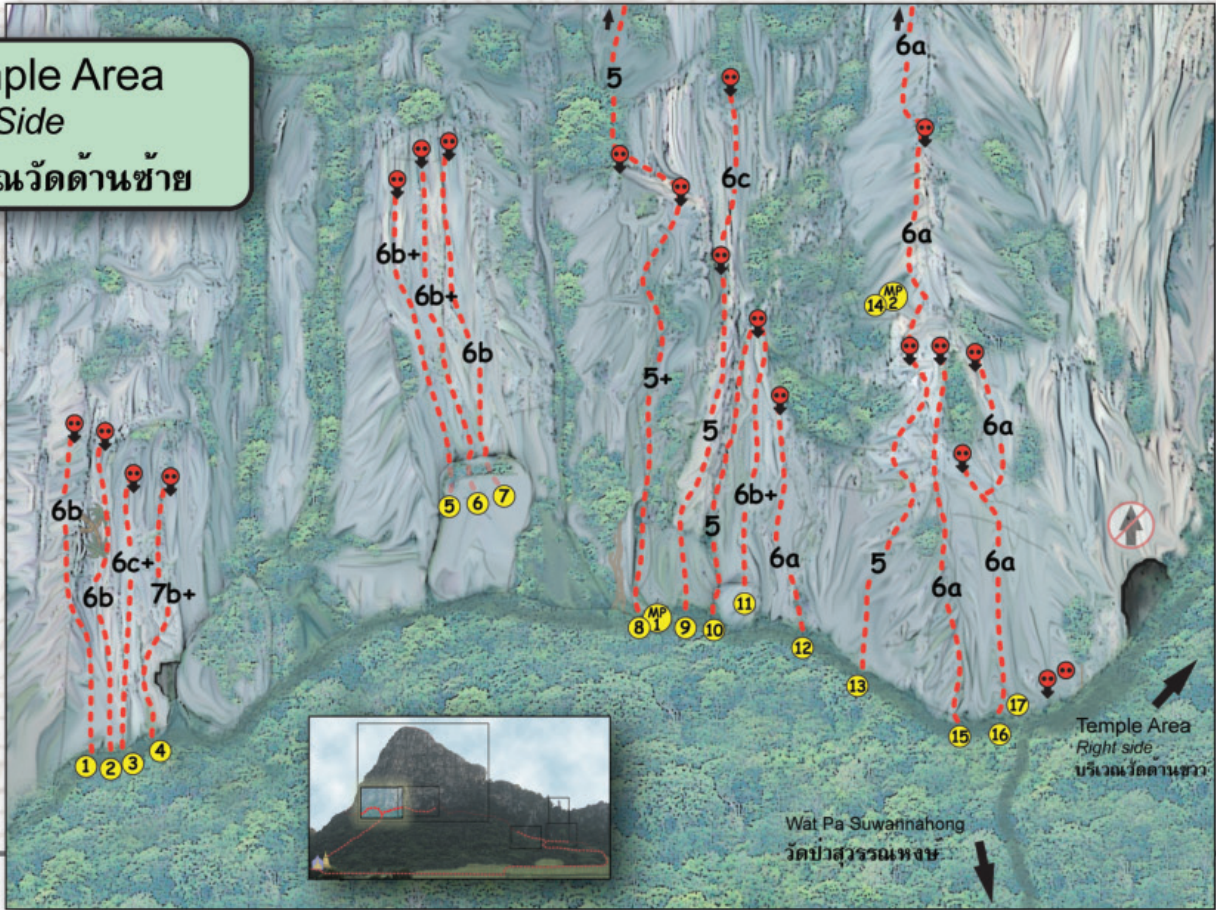 ple Area
Side
ณวัดด้านซ้าย
5
6a
6c
6b+
6a
6b+
MP
14 2
6b
5+
6a
5
6b
5 6 7
6b+
5
6c+
6a
5
6a
6b
7b+
6a
11
8 MP 1 9 10
12
13
17
15 16
1 2 3 4
Temple Area
Right side
บริเวณวัดด้านขวา
Wat Pa Suwannahong
วัดป่าสุวรรณหงษ์